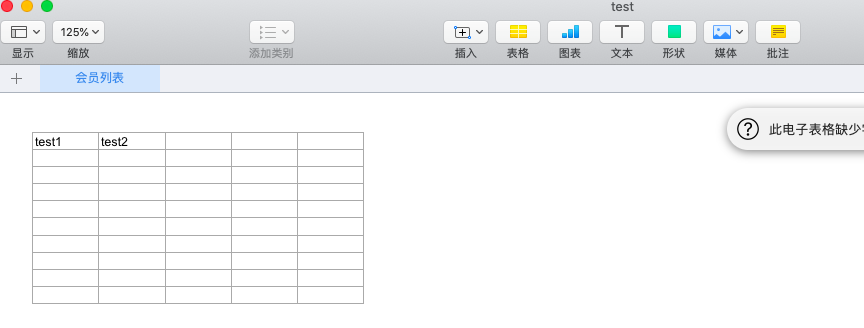 test
125%
显示
缩放
添加类别
插入
表格
图表
文本
形状
媒体
批注
会员列表
此电子表格缺少
test1 test2